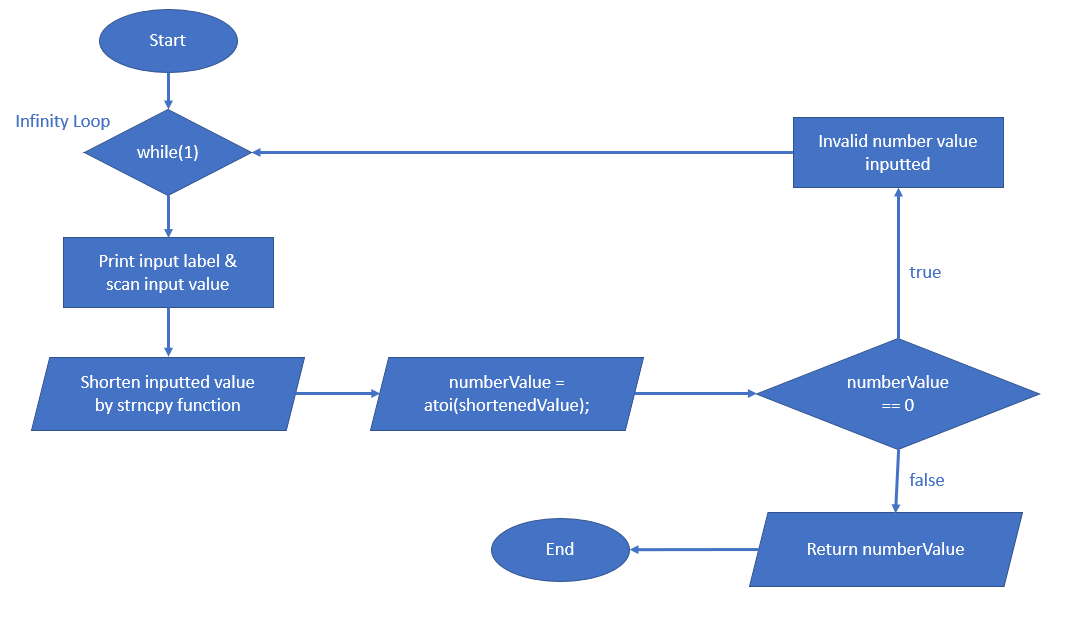 Start
Infinity Loop
while(1)
Invalid number value
inputted
Print input label &
scan input value
true
Shorten inputted value
by strncpy function
numberValue =
atoi(shortenedValue);
numberValue
== 0
false
Return numberValue
End